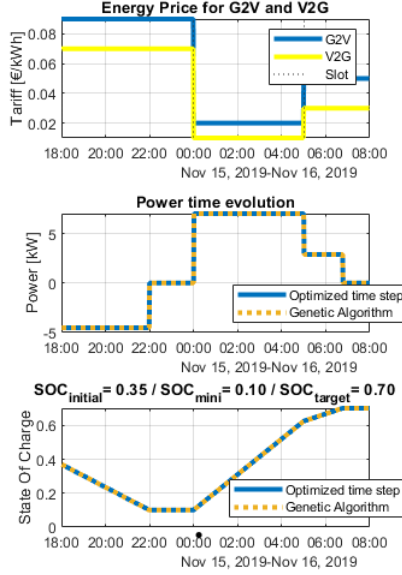 Energy Price for G2V and V2G
Tariff [€/kWh]
0.08
0.06
0.04
0.02
G2V
V2G
Slot
18:00 20:00 22:00 00:00 02:00 04:00 06:00 08:00
Nov 15, 2019-Nov 16, 2019
Power time evolution
Power [kW]
5
0
-5
Optimized time step
Genetic Algorithm
18:00 20:00 22:00 00:00 02:00 04:00 06:00 08:00
Nov 15, 2019-Nov 16, 2019
SOCinitial= 0.35 / SOCmini= 0.10 / SOCtarget= 0.70
State Of Charge
0.6
0.4
0.2
0
Optimized time step
Genetic Algorithm
18:00 20:00 22:00 00:00 02:00 04:00 06:00 08:00
Nov 15, 2019-Nov 16, 2019